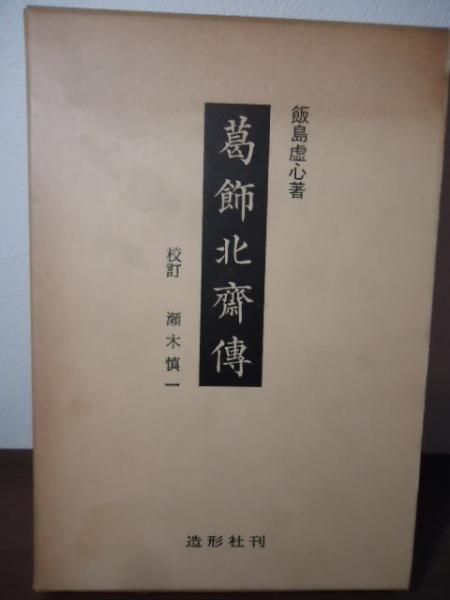 飯島虚心著
葛飾北齋傳
校訂 瀬木慎一
造形社刊